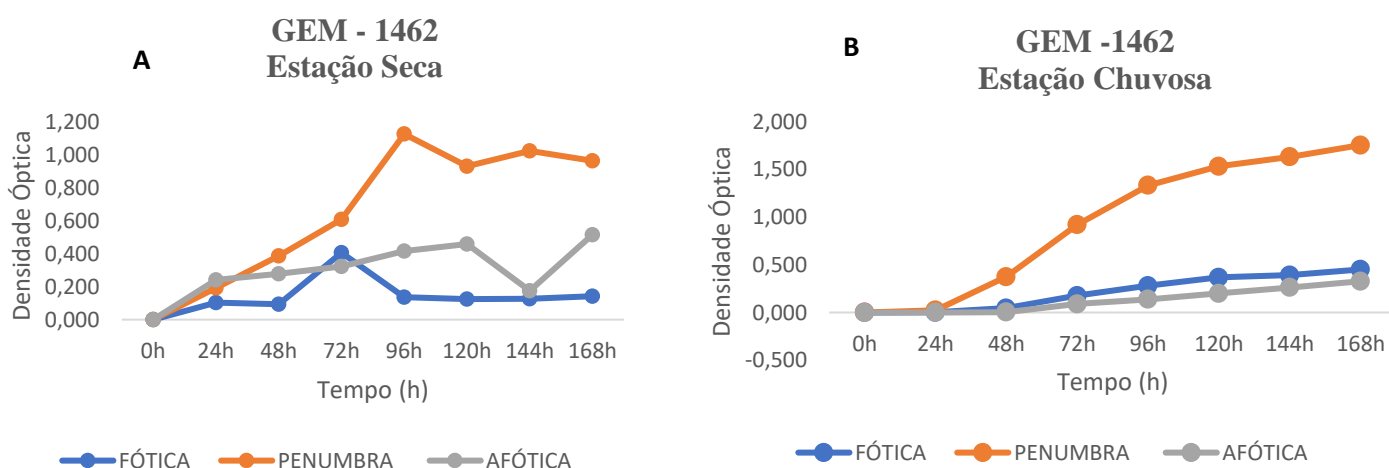 A
GEM - 1462
Estação Seca
Densidade Óptica
1,200
1,000
0,800
0,600
0,400
0,200
0,000
0h 24h 48h 72h 96h 120h 144h 168h
Tempo (h)
FÓTICA PENUMBRA AFÓTICA
B
GEM -1462
Estação Chuvosa
Densidade Óptica
2,000
1,500
1,000
0,500
0,000
-0,500
0h 24h 48h 72h 96h 120h 144h 168h
Tempo (h)
FÓTICA PENUMBRA AFÓTICA